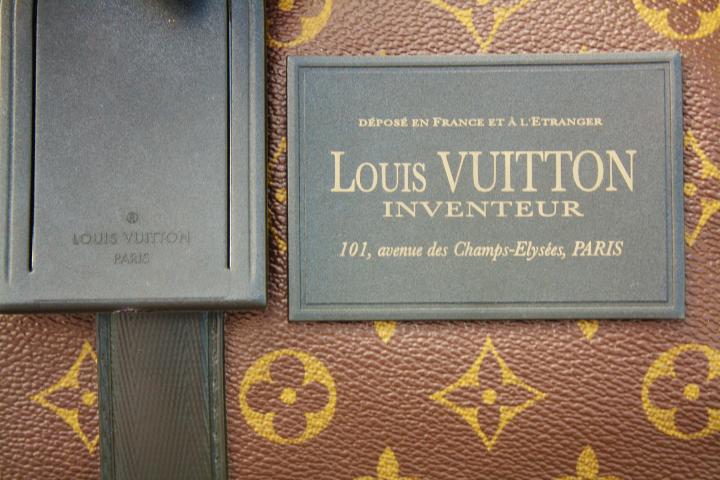 ®
LOUIS VUITTON
PARIS
DÉPOSÉ EN FRANCE ET À L'ETRANGER
LOUIS VUITTON
INVENTEUR
101, avenue des Champs-Elysées, PARIS